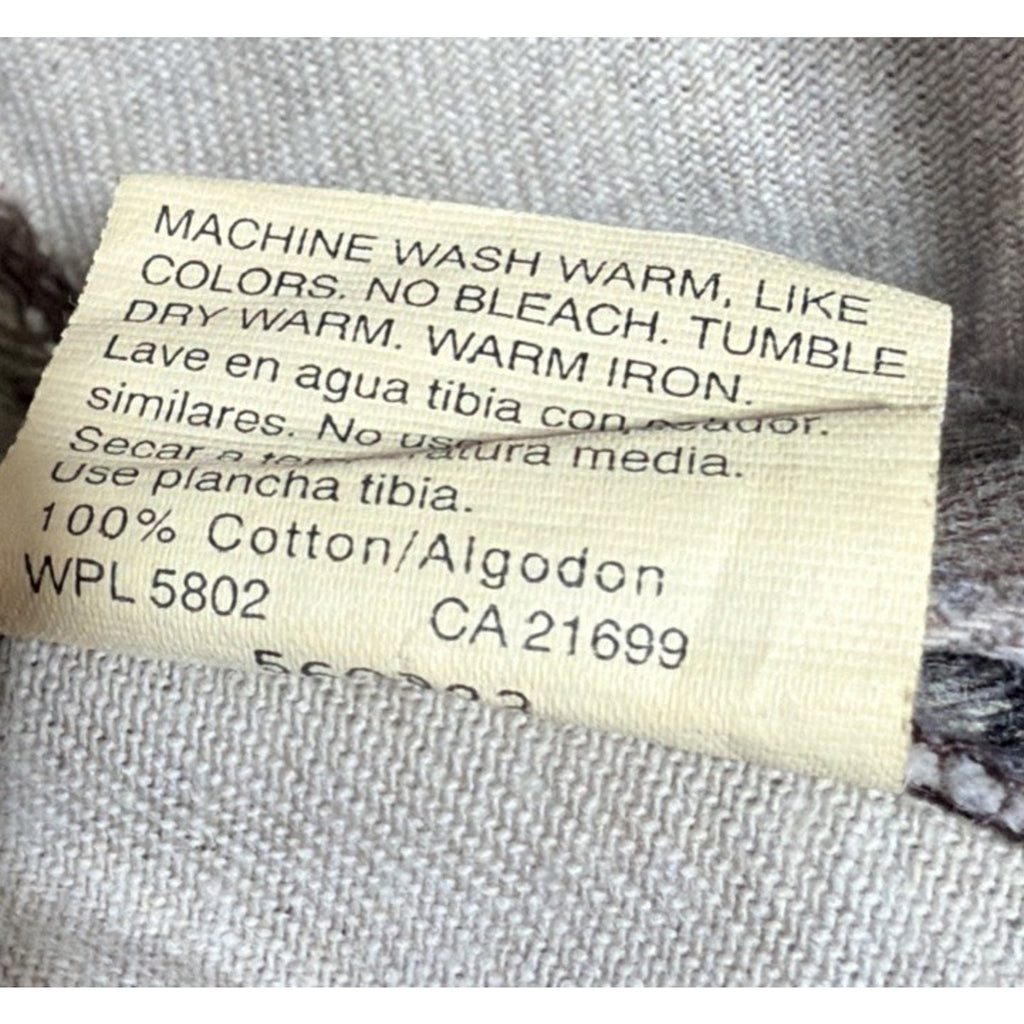 MACHINE WASH WARM, LIKE
COLORS. NO BLEACH. TUMBLE
DRY WARM. WARM IRON.
Lave en agua tibia con
similares. No
Secar a media.
Use plancha tibia.
100% Cotton/Algodon
WPL 5802 CA 21699